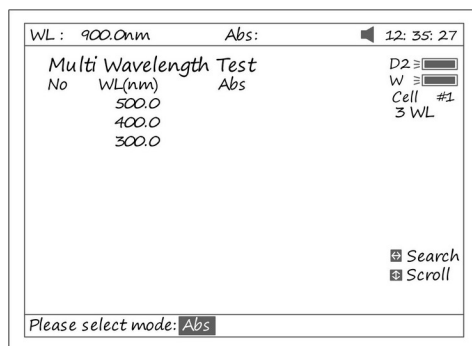 WL: 900.0nm Abs: 12:35:27
Multi Wavelength Test
No WL(nm) Abs
500.0
400.0
300.0
D2
W
Cell #1
3 WL
Search
Scroll
Please select mode: Abs